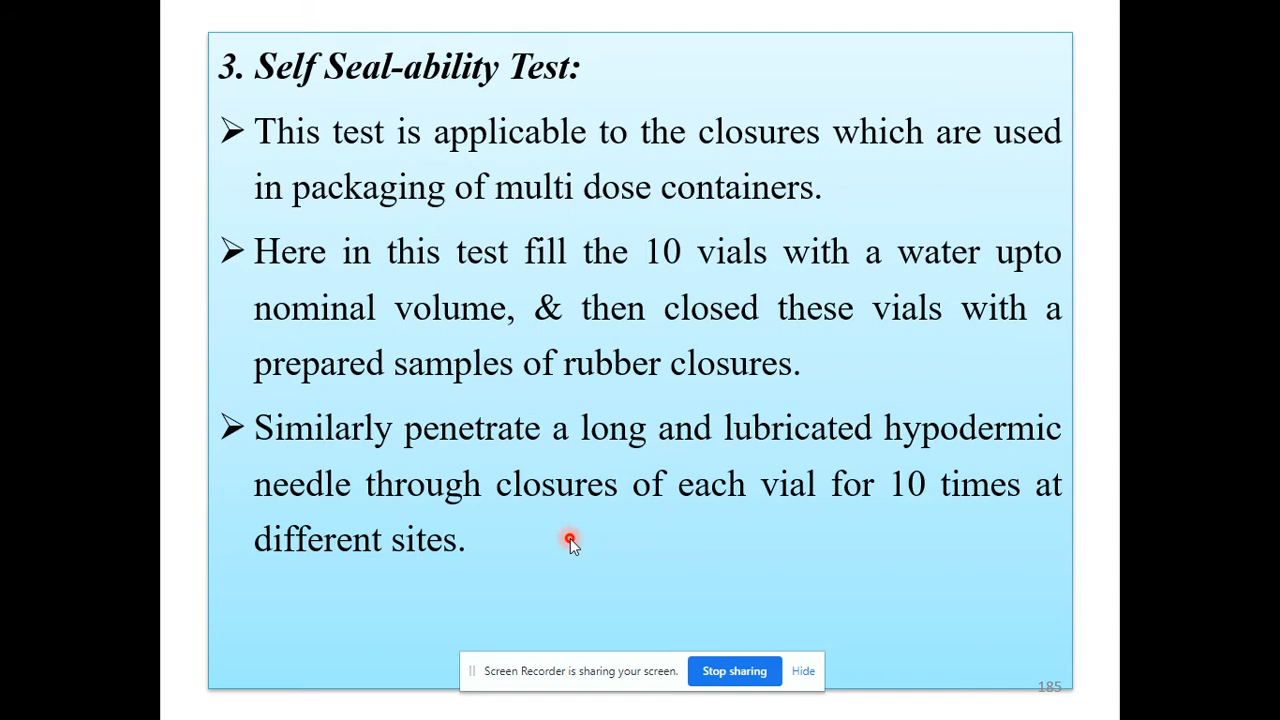 3. Self Seal-ability Test:
➢ This test is applicable to the closures which are used
in packaging of multi dose containers.
➢ Here in this test fill the 10 vials with a water upto
nominal volume, & then closed these vials with a
prepared samples of rubber closures.
➢ Similarly penetrate a long and lubricated hypodermic
needle through closures of each vial for 10 times at
different sites.
Screen Recorder is sharing your screen. Stop sharing Hide
185